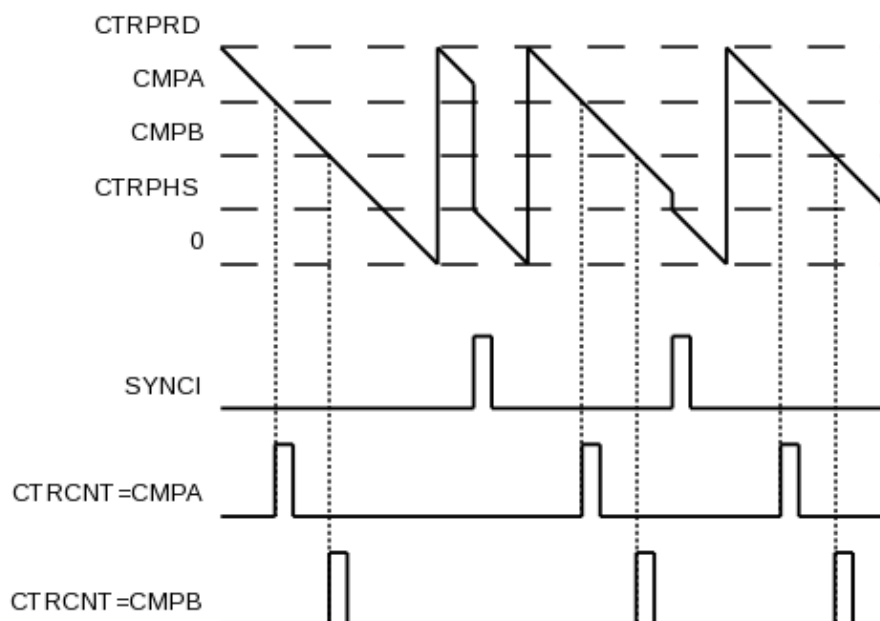 CTRPRD
CMPA
CMPB
CTRPHS
0
SYNCI
CTRCNT=CMPA
CTRCNT=CMPB